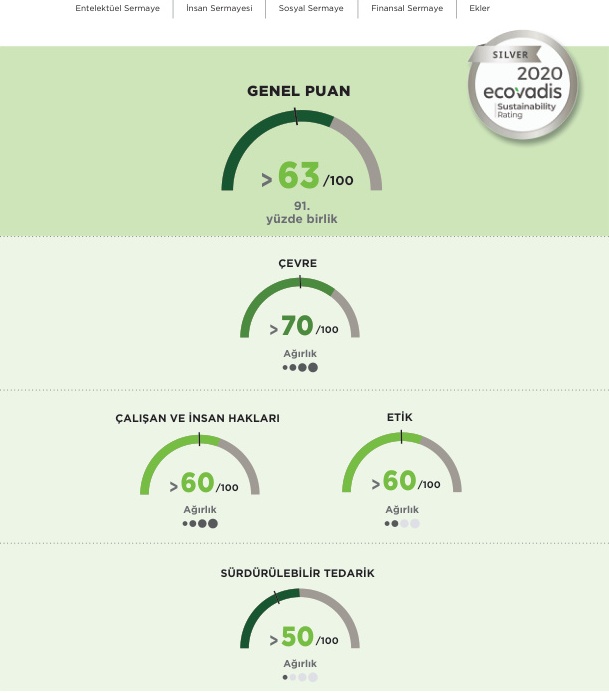 Entelektüel Sermaye
İnsan Sermayesi
Sosyal Sermaye
Finansal Sermaye
Ekler
SILVER
2020
ecovadis
Sustainability
Rating
GENEL PUAN
> 63 /100
91.
yüzde birlik
ÇEVRE
> 70 /100
Ağırlık
ÇALIŞAN VE İNSAN HAKLARI
> 60 /100
Ağırlık
ETİK
> 60 /100
Ağırlık
SÜRDÜRÜLEBİLİR TEDARİK
> 50 /100
Ağırlık